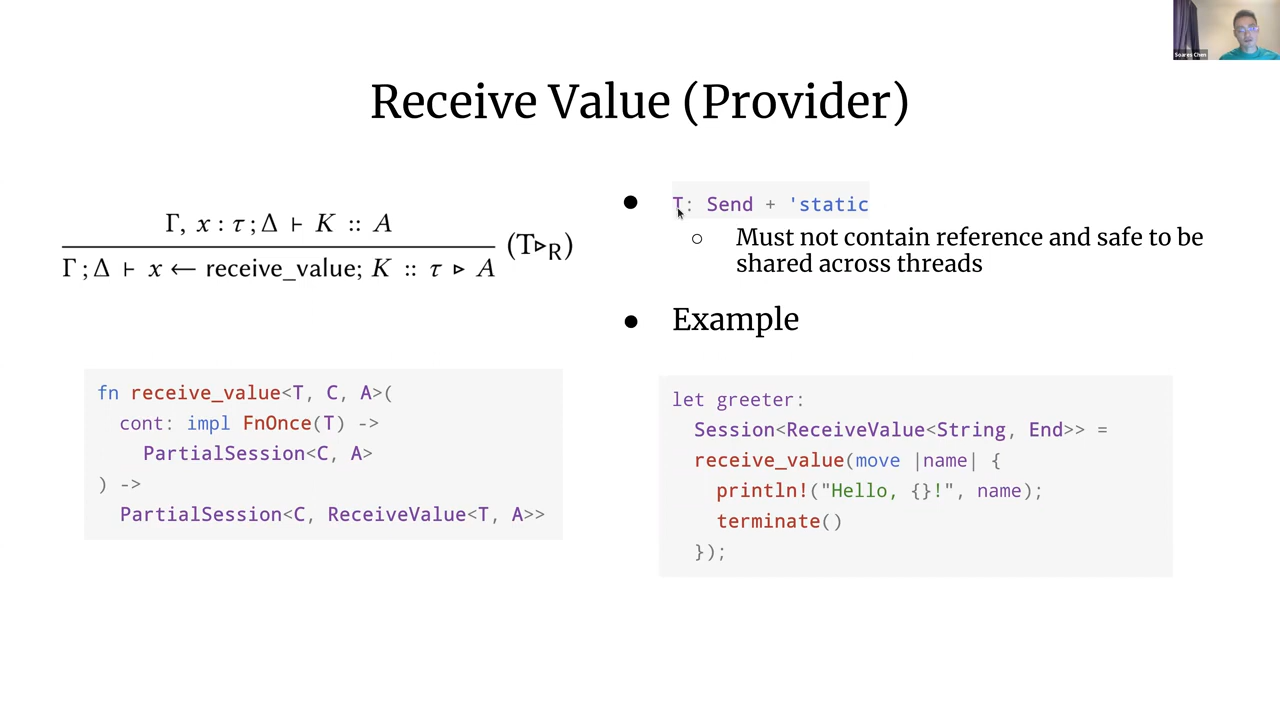 Soares Chen
Receive Value (Provider)
Γ, x : τ ; Δ ⊢ K :: A
Γ ; Δ ⊢ x ← receive_value; K :: τ ▹ A
(T▹R)
fn receive_value<T, C, A>(
cont: impl FnOnce(T) ->
PartialSession<C, A>
) ->
PartialSession<C, ReceiveValue<T, A>>
● T: Send + 'static
○ Must not contain reference and safe to be
shared across threads
● Example
let greeter:
Session<ReceiveValue<String, End>> =
receive_value(move |name| {
println!("Hello, {}!", name);
terminate()
});